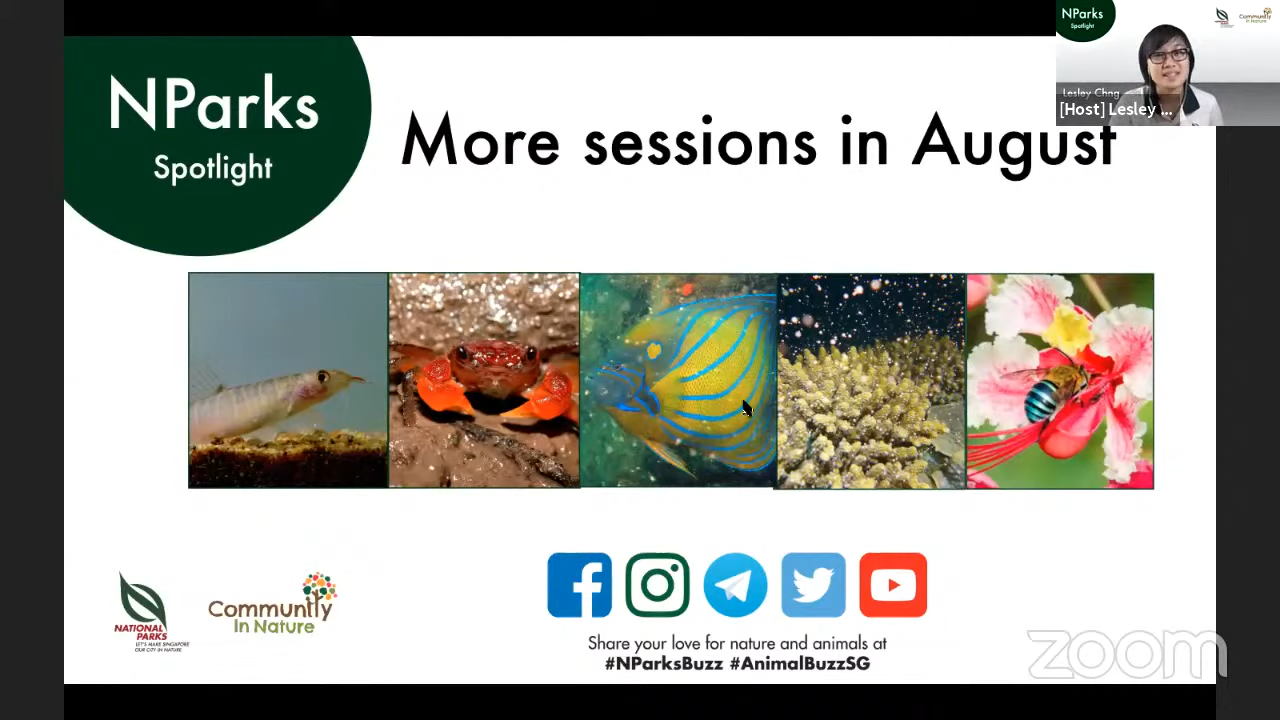 NParks
Spotlight
More sessions in August
NParks
Spotlight
Community
In Nature
Lesley Chng
[Host] Lesley ...
NATIONAL
PARKS
LET'S MAKE SINGAPORE
OUR CITY IN NATURE
Community
In Nature
Share your love for nature and animals at
#NParksBuzz #AnimalBuzzSG
zoom